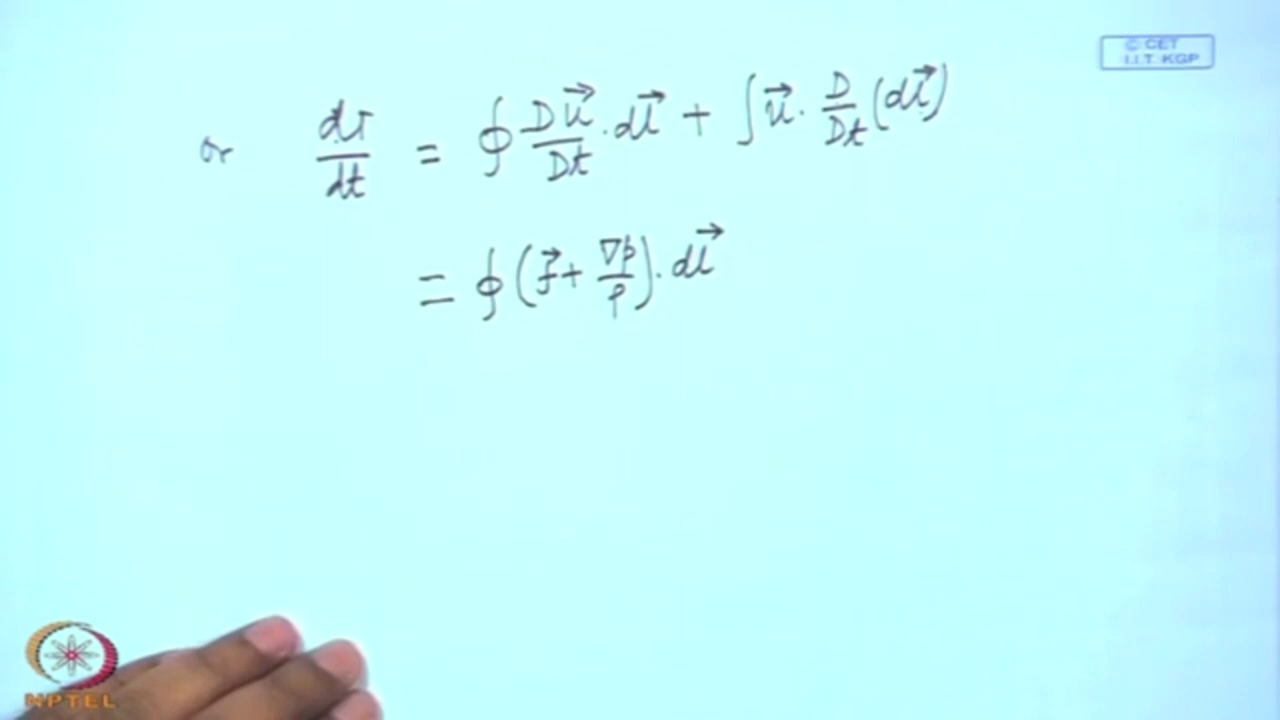 © CET
I.I.T. KGP
or dΓ/dt = ∮ Du⃗/Dt · dl⃗ + ∫ u⃗ · D/Dt (dl⃗)
= ∮ (f⃗ + ∇p/ρ) · dl⃗
NPTEL